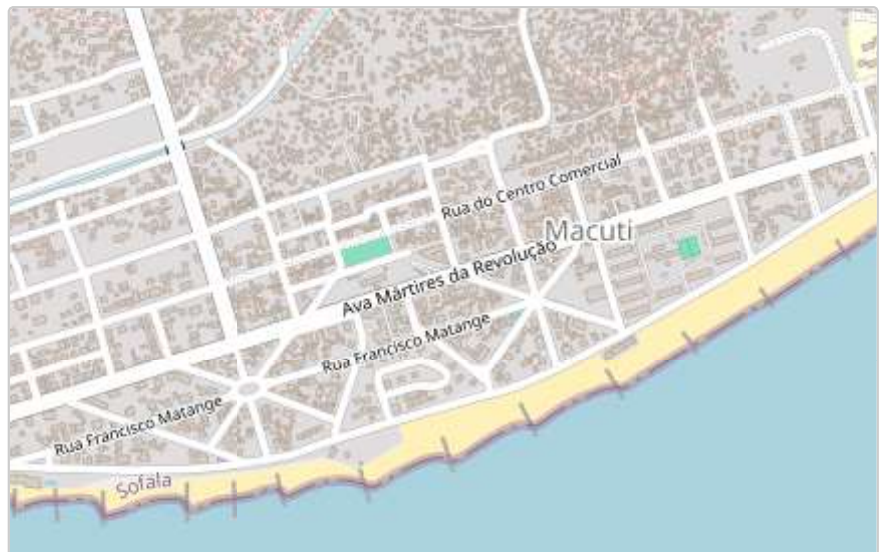 Rua do Centro Comercial
Macuti
Ava Mártires da Revolução
Rua Francisco Matange
Rua Francisco Matange
Sofala